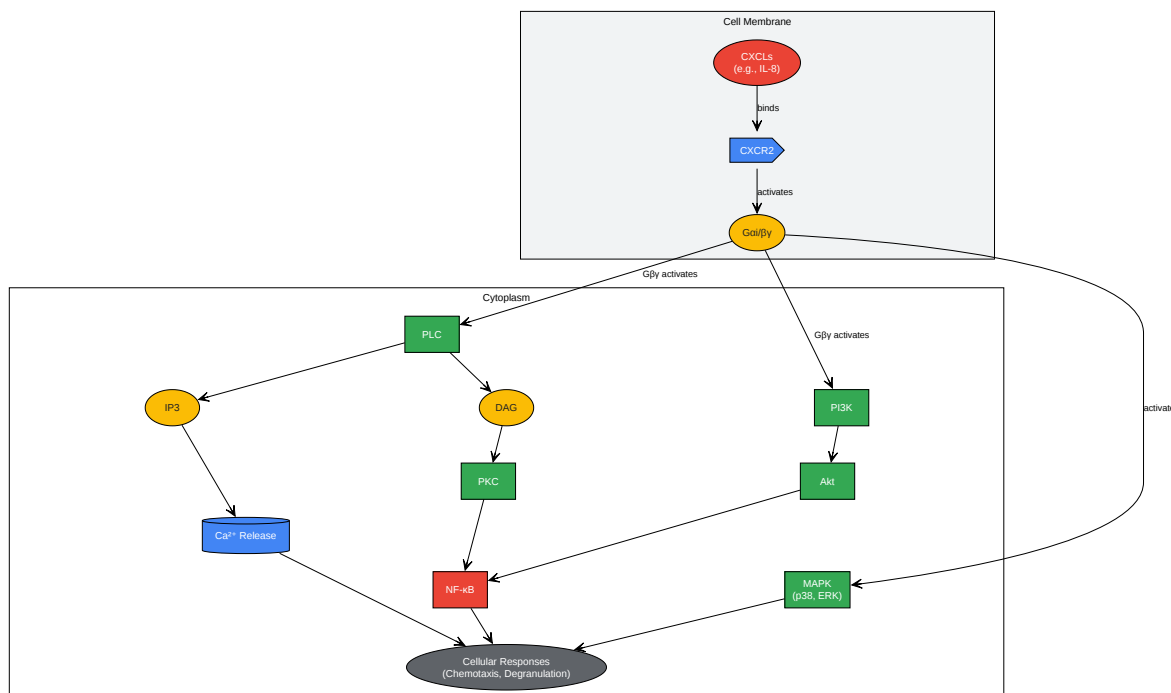 Cell Membrane
CXCLs
(e.g., IL-8)
binds
CXCR2
activates
Gαi/βγ
Gβγ activates
Cytoplasm
PLC
Gβγ activates
IP3
DAG
PI3K
activat
PKC
Akt
Ca²⁺ Release
NF-κB
MAPK
(p38, ERK)
Cellular Responses
(Chemotaxis, Degranulation)